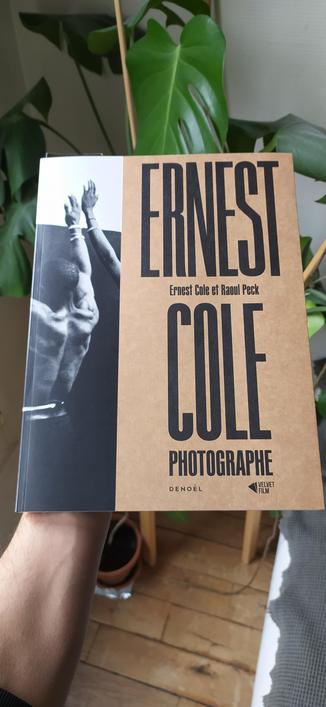 ERNEST
Ernest Cole et Raoul Peck
COLE
PHOTOGRAPHE
DENOËL
VELVET
FILM